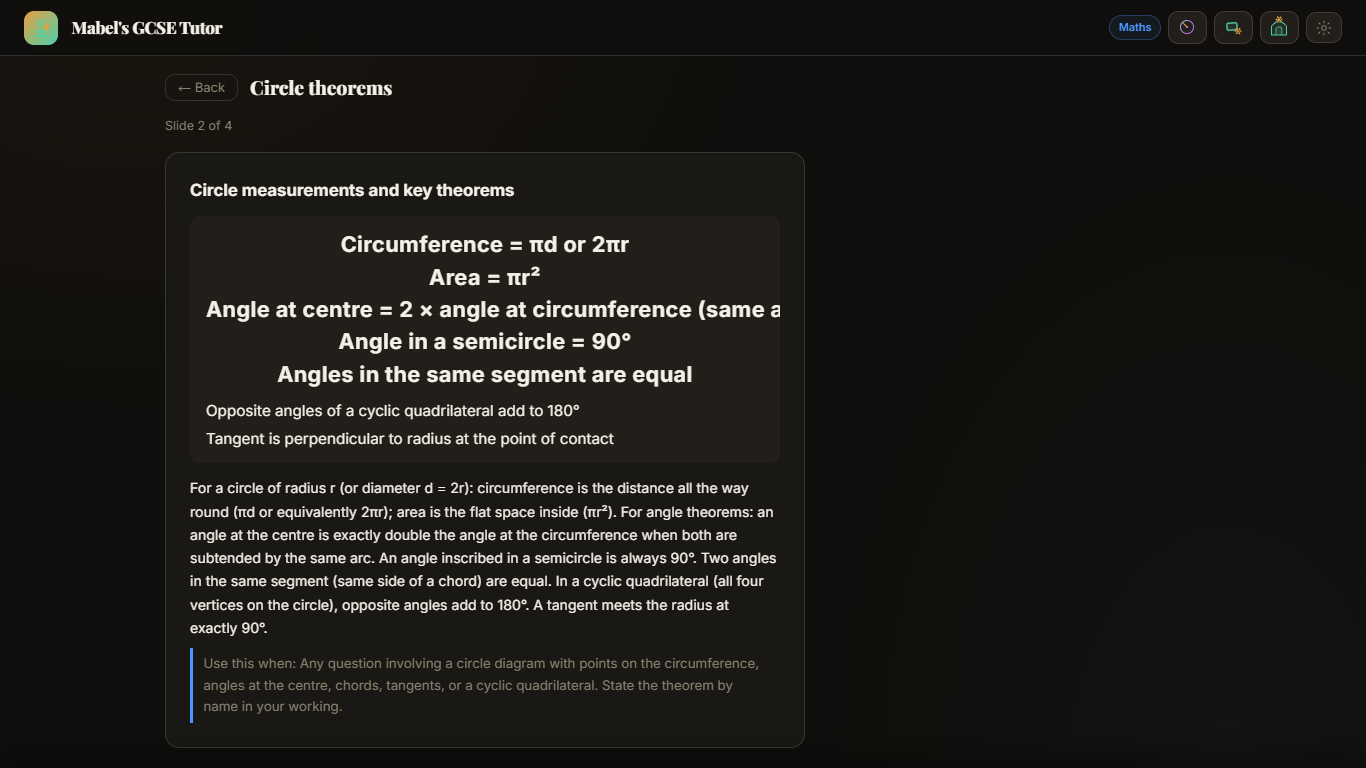 Mabel's GCSE Tutor
Maths
← Back
Circle theorems
Slide 2 of 4
Circle measurements and key theorems
Circumference = πd or 2πr
Area = πr²
Angle at centre = 2 × angle at circumference (same a
Angle in a semicircle = 90°
Angles in the same segment are equal
Opposite angles of a cyclic quadrilateral add to 180°
Tangent is perpendicular to radius at the point of contact
For a circle of radius r (or diameter d = 2r): circumference is the distance all the way
round (πd or equivalently 2πr); area is the flat space inside (πr²). For angle theorems: an
angle at the centre is exactly double the angle at the circumference when both are
subtended by the same arc. An angle inscribed in a semicircle is always 90°. Two angles
in the same segment (same side of a chord) are equal. In a cyclic quadrilateral (all four
vertices on the circle), opposite angles add to 180°. A tangent meets the radius at
exactly 90°.
Use this when: Any question involving a circle diagram with points on the circumference,
angles at the centre, chords, tangents, or a cyclic quadrilateral. State the theorem by
name in your working.